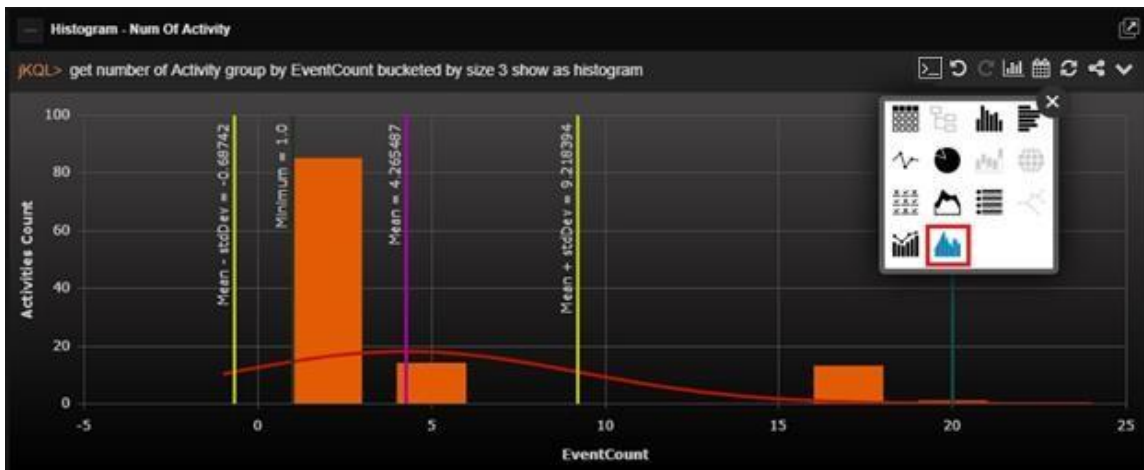 Histogram - Num Of Activity
jKQL> get number of Activity group by EventCount bucketed by size 3 show as histogram
100
80
60
40
20
0
Activities Count
Mean - stdDev = -0.68742
Minimum = 1.0
Mean = 4.265487
Mean + stdDev = 9.218394
-5
0
5
10
15
20
25
EventCount